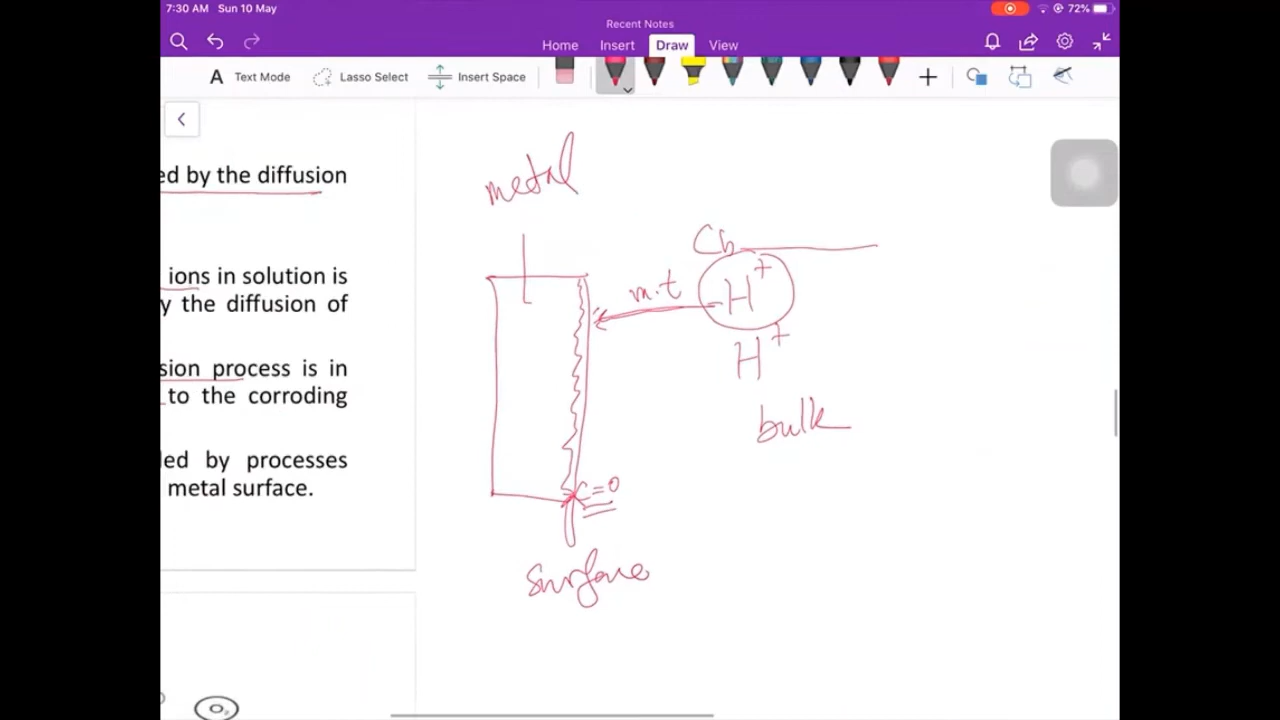 7:30 AM Sun 10 May
72%
Recent Notes
Home Insert Draw View
A Text Mode Lasso Select Insert Space
ed by the diffusion
ions in solution is
y the diffusion of
sion process is in
to the corroding
led by processes
metal surface.
metal
Cb
m.t
H+
H+
bulk
C=0
surface
O₂